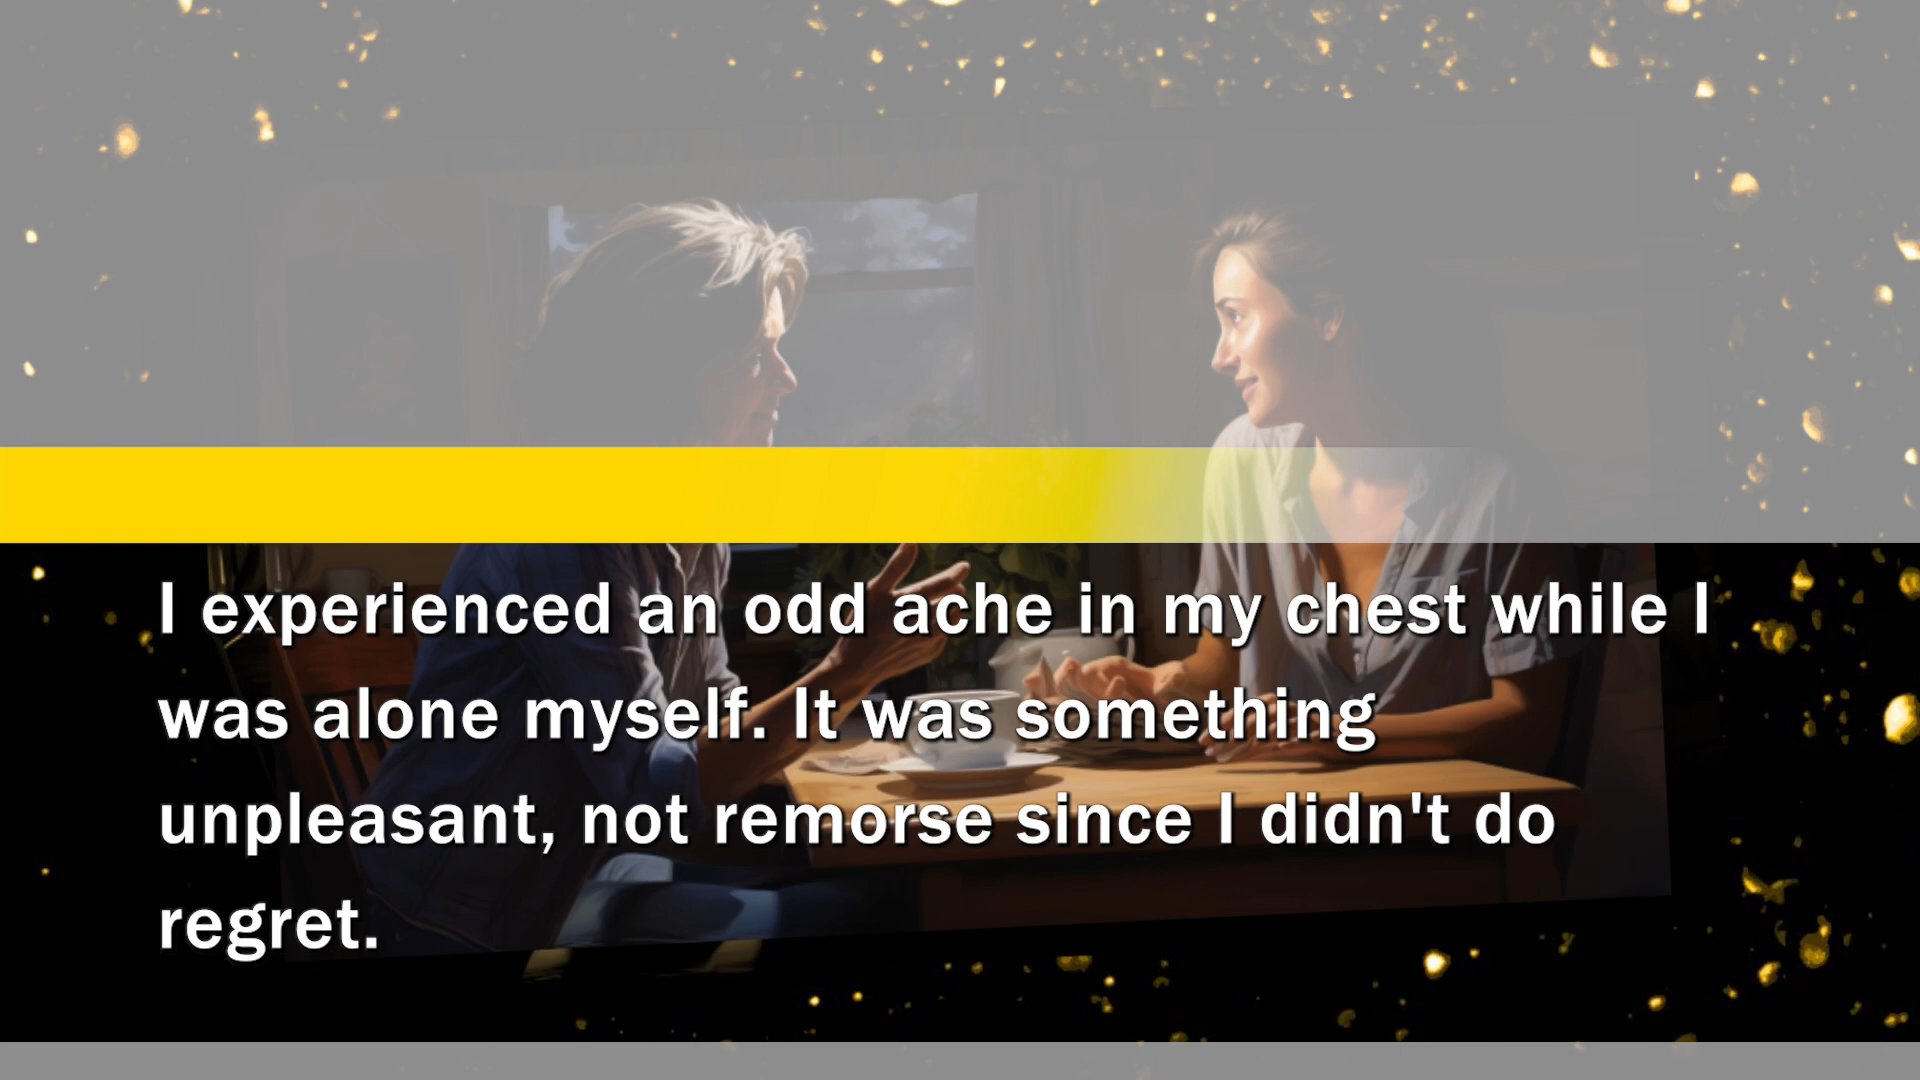 I experienced an odd ache in my chest while I
was alone myself. It was something
unpleasant, not remorse since I didn't do
regret.